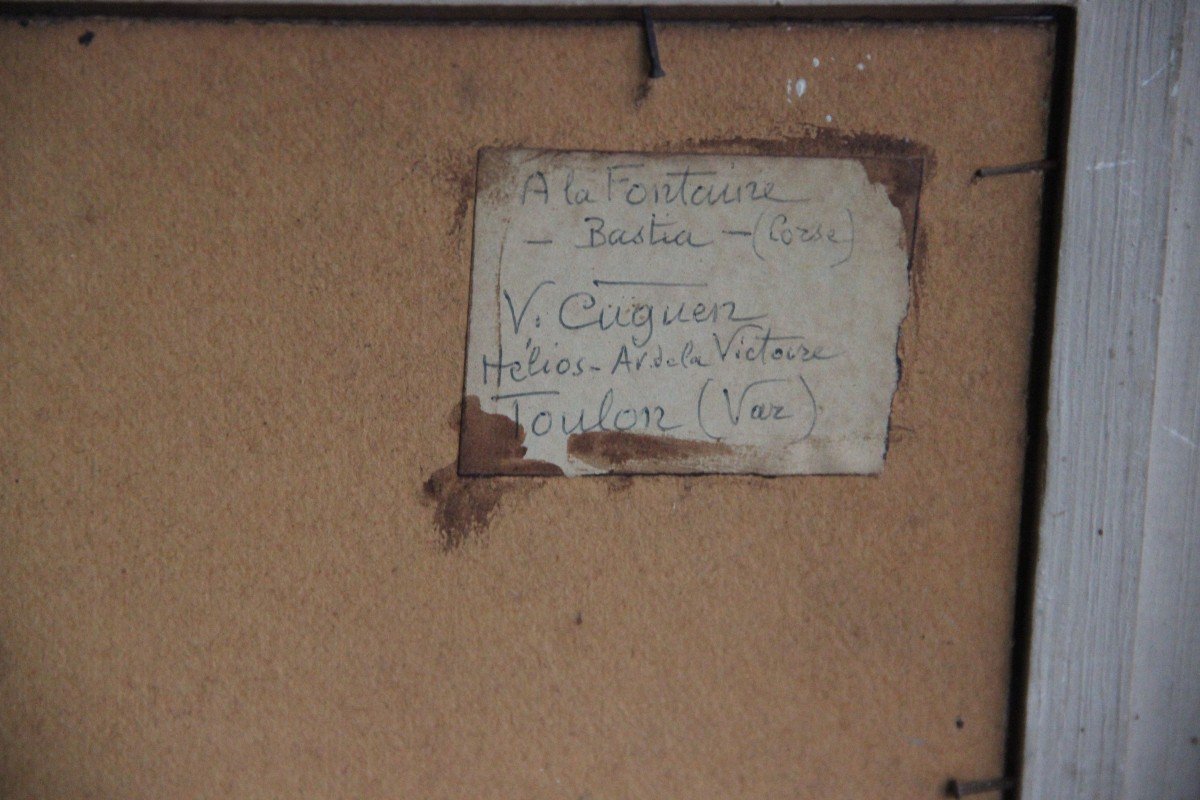 A la Fontaine
- Bastia - (Corse)
V. Cuguen
Hélios - Av. de la Victoire
Toulon (Var)